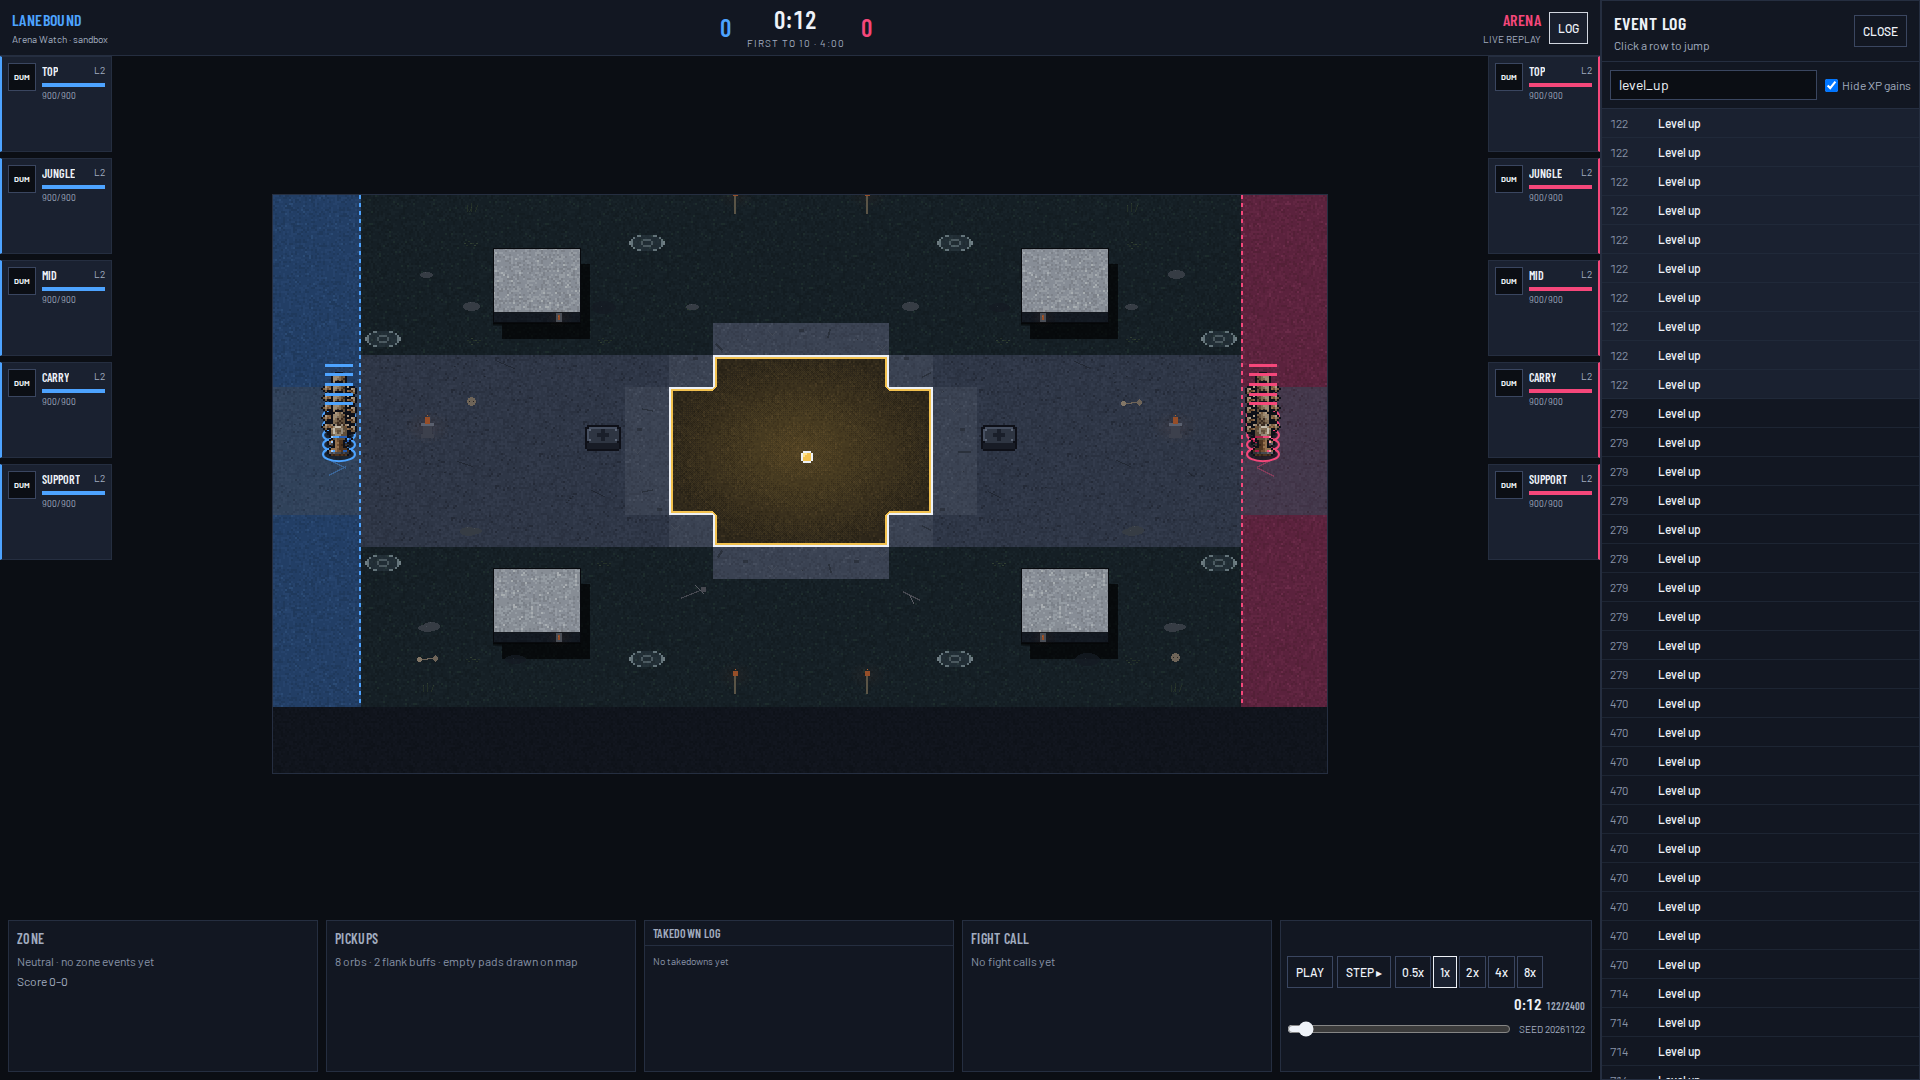 LANEBOUND
Arena Watch · sandbox
0
0:12
0
FIRST TO 10 · 4:00
ARENA
LIVE REPLAY
LOG
EVENT LOG
Click a row to jump
CLOSE
level_up
Hide XP gains
DUM TOP L2
900/900
DUM JUNGLE L2
900/900
DUM MID L2
900/900
DUM CARRY L2
900/900
DUM SUPPORT L2
900/900
DUM TOP L2
900/900
DUM JUNGLE L2
900/900
DUM MID L2
900/900
DUM CARRY L2
900/900
DUM SUPPORT L2
900/900
122 Level up
122 Level up
122 Level up
122 Level up
122 Level up
122 Level up
122 Level up
122 Level up
122 Level up
122 Level up
279 Level up
279 Level up
279 Level up
279 Level up
279 Level up
279 Level up
279 Level up
279 Level up
279 Level up
279 Level up
470 Level up
470 Level up
470 Level up
470 Level up
470 Level up
470 Level up
470 Level up
470 Level up
470 Level up
470 Level up
714 Level up
714 Level up
714 Level up
ZONE
Neutral · no zone events yet
Score 0–0
PICKUPS
8 orbs · 2 flank buffs · empty pads drawn on map
TAKEDOWN LOG
No takedowns yet
FIGHT CALL
No fight calls yet
PLAY
STEP ▸
0.5x
1x
2x
4x
8x
0:12 122/2400
SEED 20261122